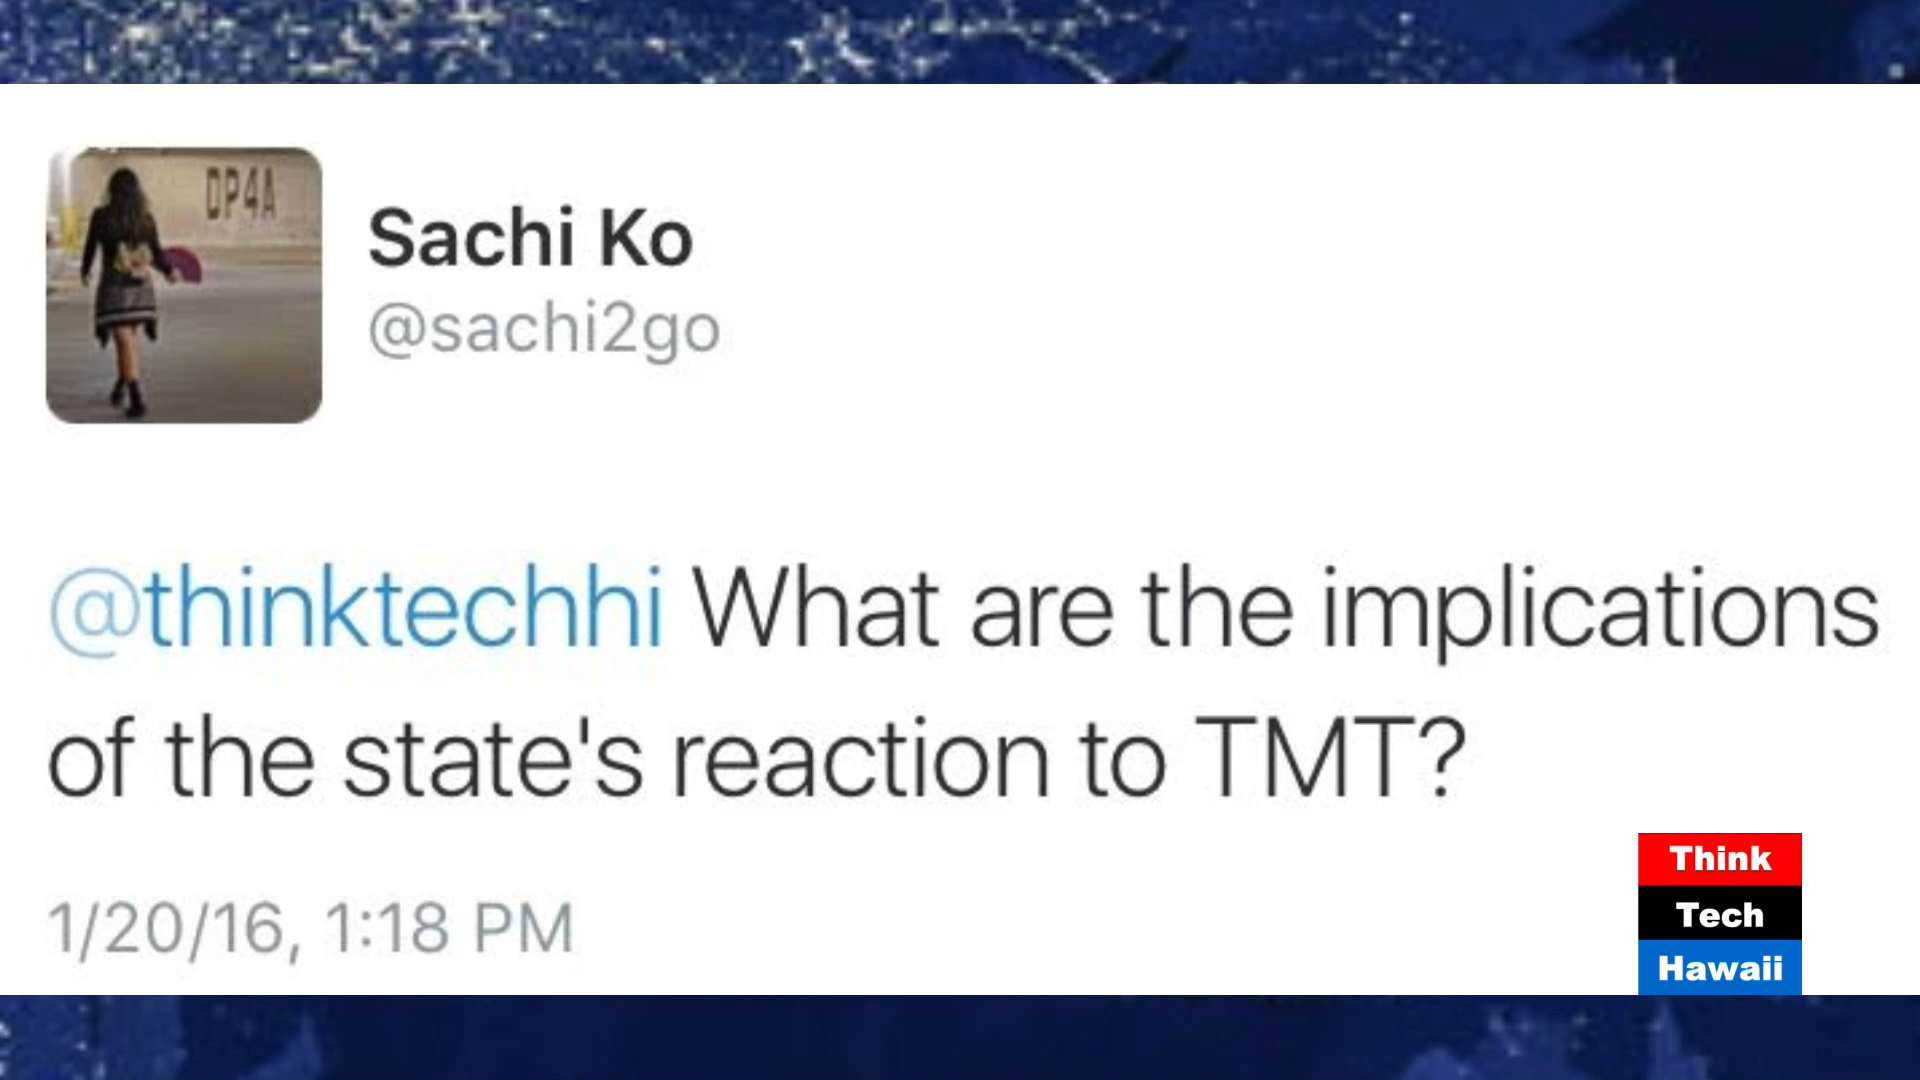 DP4A
Sachi Ko
@sachi2go
@thinktechhi What are the implications
of the state's reaction to TMT?
1/20/16, 1:18 PM
Think
Tech
Hawaii